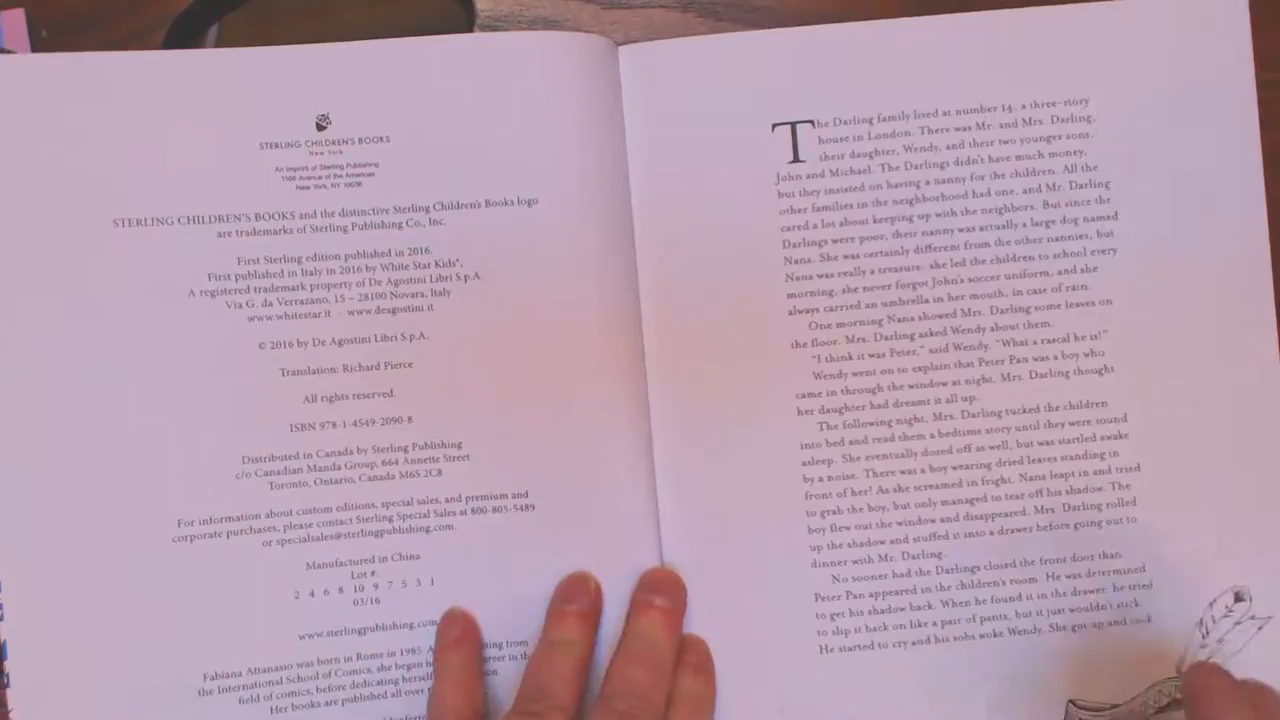 STERLING CHILDREN'S BOOKS
New York
An Imprint of Sterling Publishing
1166 Avenue of the Americas
New York, NY 10036
STERLING CHILDREN'S BOOKS and the distinctive Sterling Children's Books logo
are trademarks of Sterling Publishing Co., Inc.
First Sterling edition published in 2016.
First published in Italy in 2016 by White Star Kids®,
A registered trademark property of De Agostini Libri S.p.A.
Via G. da Verrazano, 15 – 28100 Novara, Italy
www.whitestar.it - www.deagostini.it
© 2016 by De Agostini Libri S.p.A.
Translation: Richard Pierce
All rights reserved.
ISBN 978-1-4549-2090-8
Distributed in Canada by Sterling Publishing
c/o Canadian Manda Group, 664 Annette Street
Toronto, Ontario, Canada M6S 2C8
For information about custom editions, special sales, and premium and
corporate purchases, please contact Sterling Special Sales at 800-805-5489
or specialsales@sterlingpublishing.com.
Manufactured in China
Lot #:
2 4 6 8 10 9 7 5 3 1
03/16
www.sterlingpublishing.com
Fabiana Attanasio was born in Rome in 1985. from
the International School of Comics, she began in the
field of comics, before dedicating
Her books are published all over
The Darling family lived at number 14, a three-story
house in London. There was Mr. and Mrs. Darling,
their daughter, Wendy, and their two younger sons,
John and Michael. The Darlings didn't have much money,
but they insisted on having a nanny for the children. All the
other families in the neighborhood had one, and Mr. Darling
cared a lot about keeping up with the neighbors. But since the
Darlings were poor, their nanny was actually a large dog named
Nana. She was certainly different from the other nannies, but
Nana was really a treasure: she led the children to school every
morning, she never forgot John's soccer uniform, and she
always carried an umbrella in her mouth, in case of rain.
One morning Nana showed Mrs. Darling some leaves on
the floor. Mrs. Darling asked Wendy about them.
"I think it was Peter," said Wendy. "What a rascal he is!"
Wendy went on to explain that Peter Pan was a boy who
came in through the window at night. Mrs. Darling thought
her daughter had dreamt it all up.
The following night, Mrs. Darling tucked the children
into bed and read them a bedtime story until they were sound
asleep. She eventually dozed off as well, but was startled awake
by a noise. There was a boy wearing dried leaves standing in
front of her! As she screamed in fright, Nana leapt in and tried
to grab the boy, but only managed to tear off his shadow. The
boy flew out the window and disappeared. Mrs. Darling rolled
up the shadow and stuffed it into a drawer before going out to
dinner with Mr. Darling.
No sooner had the Darlings closed the front door than
Peter Pan appeared in the children's room. He was determined
to get his shadow back. When he found it in the drawer, he tried
to slip it back on like a pair of pants, but it just wouldn't stick.
He started to cry and his sobs woke Wendy. She got up and took